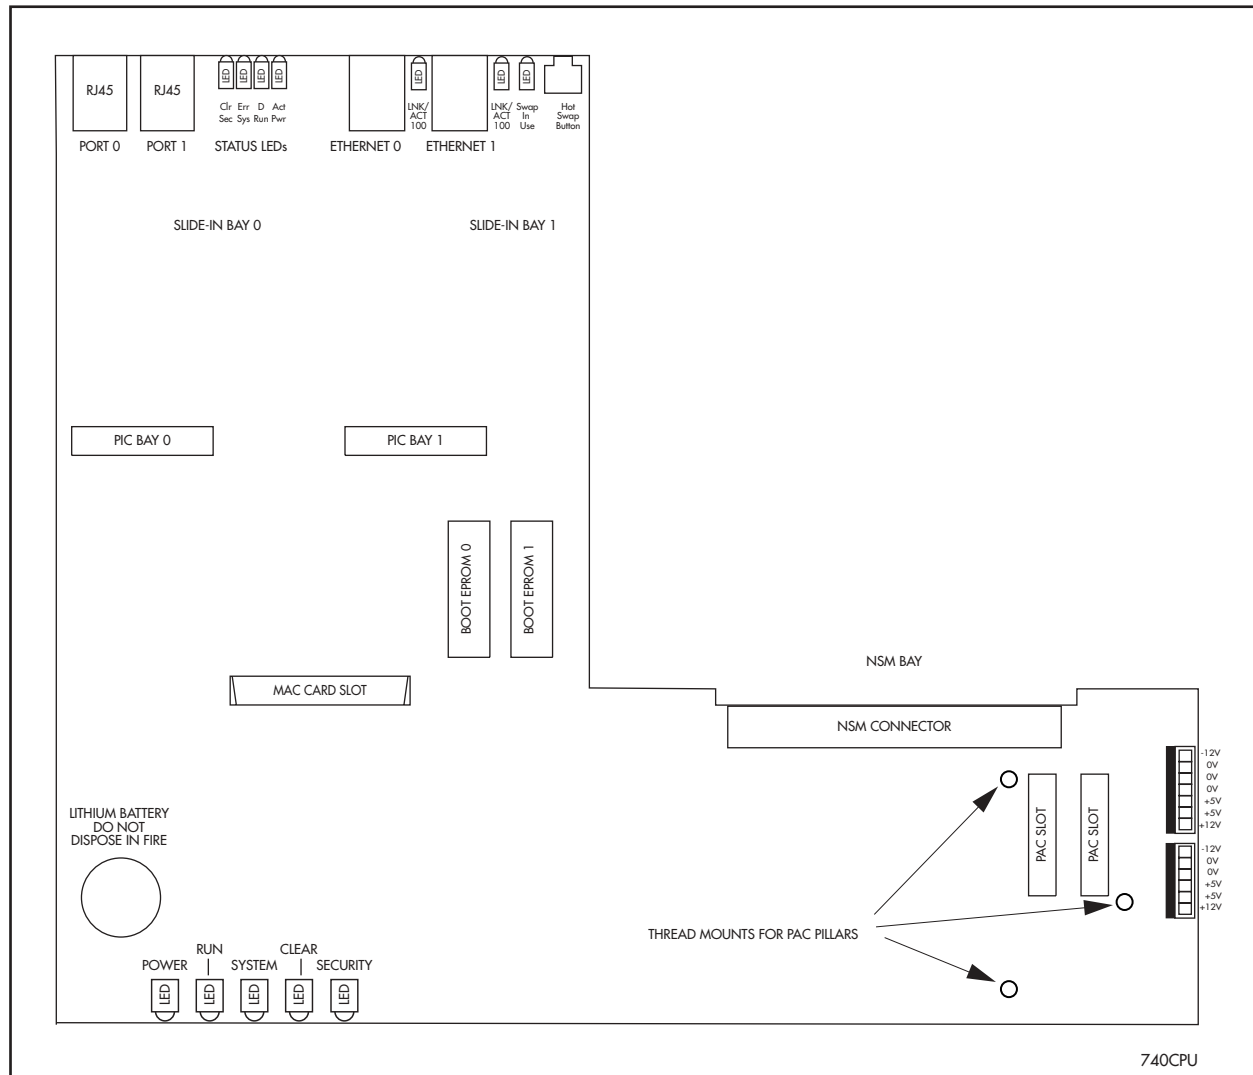 RJ45
RJ45
LED
LED
LED
LED
LED
LED
LED
Clr Err D Act
Sec Sys Run Pwr
LNK/
ACT
100
LNK/
ACT
100
Swap
In
Use
Hot
Swap
Button
PORT 0
PORT 1
STATUS LEDs
ETHERNET 0
ETHERNET 1
SLIDE-IN BAY 0
SLIDE-IN BAY 1
PIC BAY 0
PIC BAY 1
BOOT EPROM 0
BOOT EPROM 1
NSM BAY
MAC CARD SLOT
NSM CONNECTOR
-12V
0V
0V
0V
+5V
+5V
+12V
PAC SLOT
PAC SLOT
LITHIUM BATTERY
DO NOT
DISPOSE IN FIRE
-12V
0V
0V
+5V
+5V
+12V
THREAD MOUNTS FOR PAC PILLARS
POWER
RUN
SYSTEM
CLEAR
SECURITY
LED
LED
LED
LED
LED
740CPU